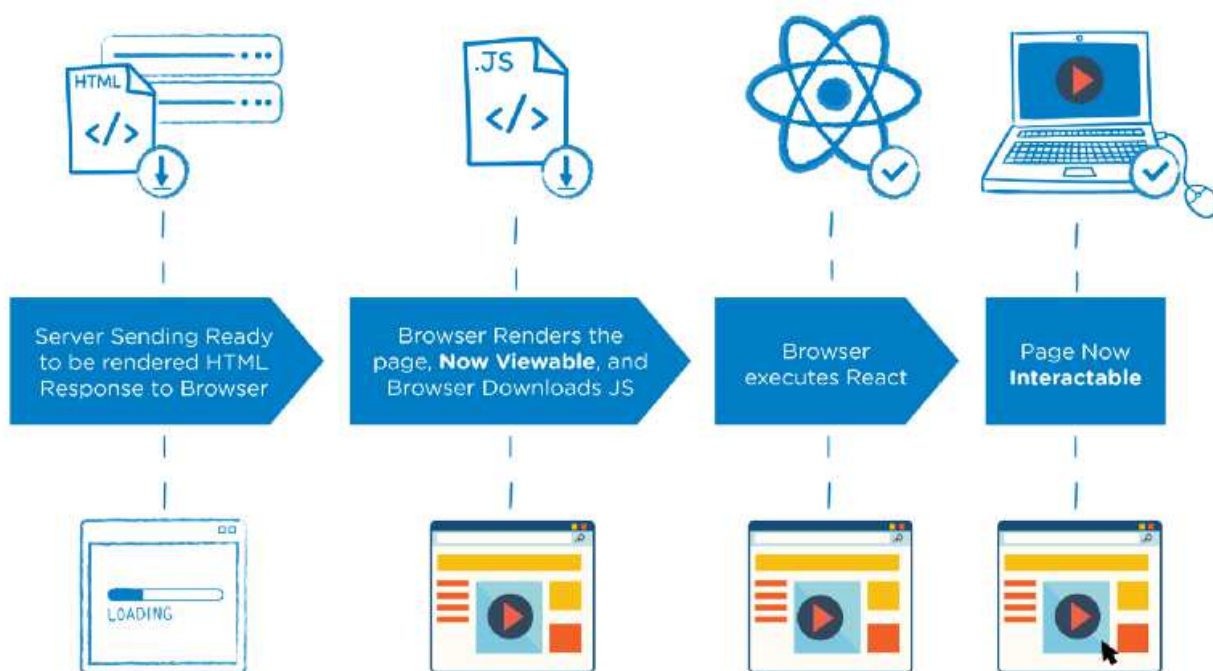 HTML
</>
.JS
</>
Server Sending Ready
to be rendered HTML
Response to Browser
Browser Renders the
page, Now Viewable, and
Browser Downloads JS
Browser
executes React
Page Now
Interactable
LOADING